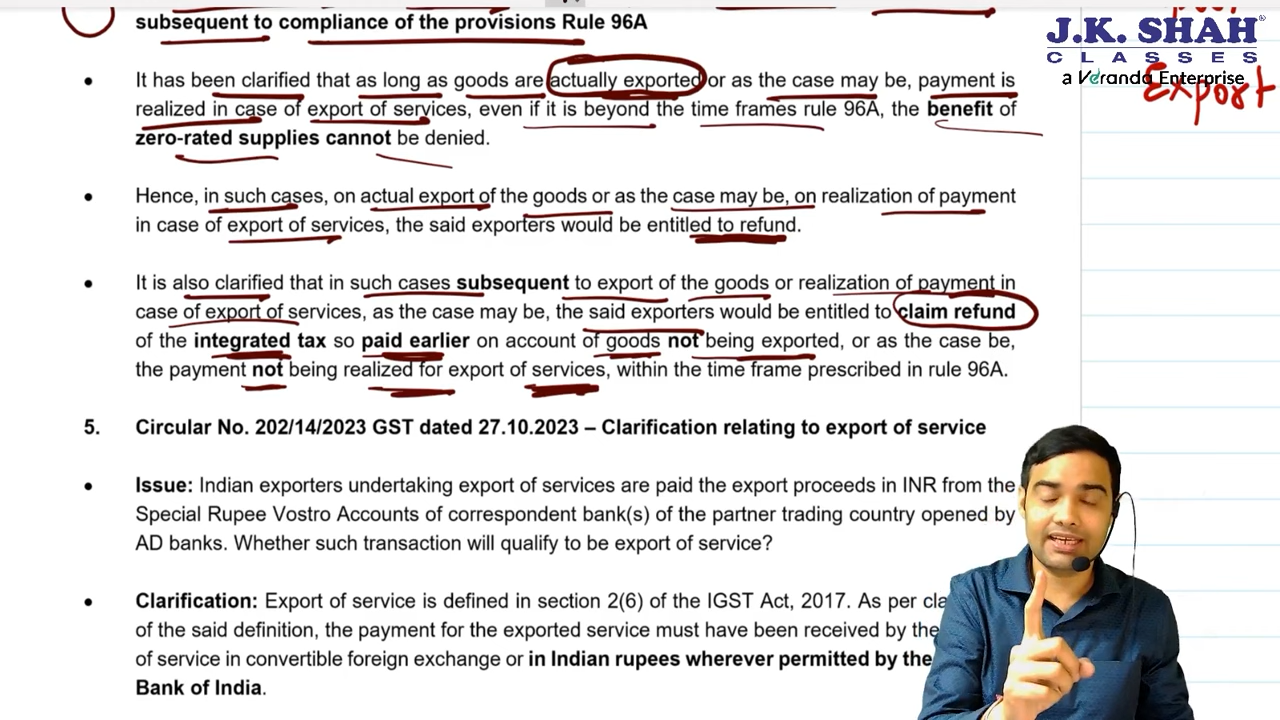 subsequent to compliance of the provisions Rule 96A
J.K. SHAH
CLASSES
a Veranda Enterprise
Export
• It has been clarified that as long as goods are actually exported or as the case may be, payment is
realized in case of export of services, even if it is beyond the time frames rule 96A, the benefit of
zero-rated supplies cannot be denied.
• Hence, in such cases, on actual export of the goods or as the case may be, on realization of payment
in case of export of services, the said exporters would be entitled to refund.
• It is also clarified that in such cases subsequent to export of the goods or realization of payment in
case of export of services, as the case may be, the said exporters would be entitled to claim refund
of the integrated tax so paid earlier on account of goods not being exported, or as the case be,
the payment not being realized for export of services, within the time frame prescribed in rule 96A.
5. Circular No. 202/14/2023 GST dated 27.10.2023 – Clarification relating to export of service
• Issue: Indian exporters undertaking export of services are paid the export proceeds in INR from the
Special Rupee Vostro Accounts of correspondent bank(s) of the partner trading country opened by
AD banks. Whether such transaction will qualify to be export of service?
• Clarification: Export of service is defined in section 2(6) of the IGST Act, 2017. As per
of the said definition, the payment for the exported service must have been received by the
of service in convertible foreign exchange or in Indian rupees wherever permitted by the
Bank of India.